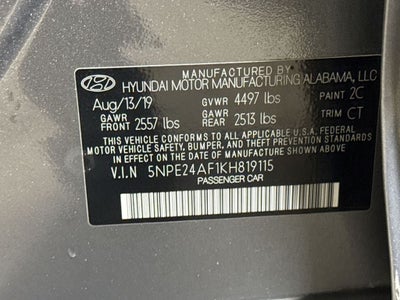 MANUFACTURED BY
HYUNDAI MOTOR MANUFACTURING ALABAMA, LLC
Aug/13/19 GVWR 4497 lbs PAINT 2C
GAWR FRONT 2557 lbs GAWR REAR 2513 lbs TRIM CT
THIS VEHICLE CONFORMS TO ALL APPLICABLE U.S.A. FEDERAL MOTOR
VEHICLE SAFETY, BUMPER, AND THEFT PREVENTION STANDARDS
IN EFFECT ON THE DATE OF MANUFACTURE SHOWN ABOVE.
V.I.N 5NPE24AF1KH819115
PASSENGER CAR